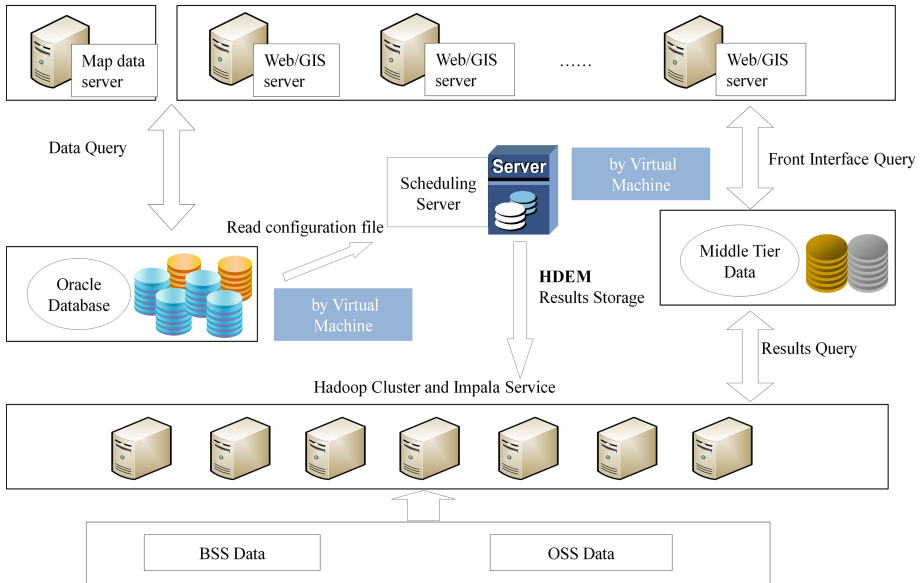 Map data
server
Web/GIS
server
Web/GIS
server
......
Web/GIS
server
Data Query
Scheduling
Server
Server
by Virtual
Machine
Front Interface Query
Read configuration file
Oracle
Database
by Virtual
Machine
HDEM
Results Storage
Middle Tier
Data
Results Query
Hadoop Cluster and Impala Service
BSS Data
OSS Data